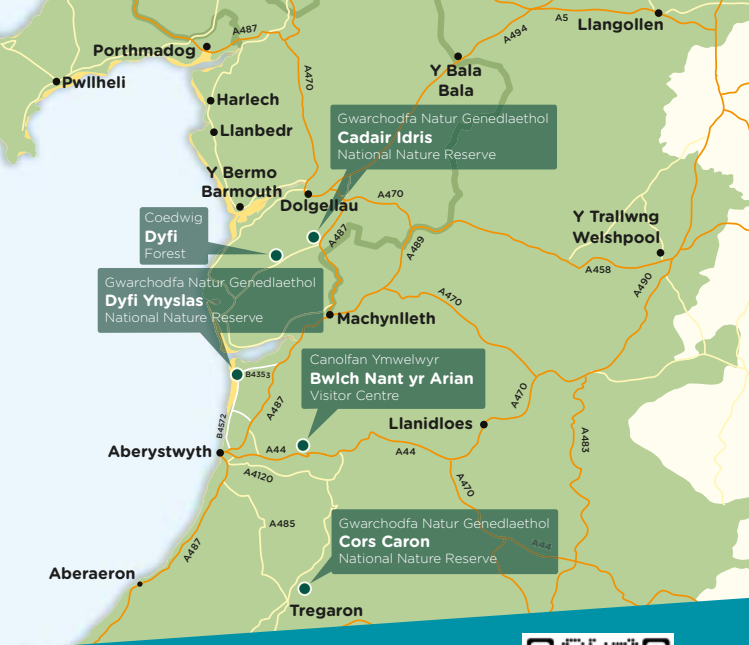 A487
A5
Llangollen
A494
Porthmadog
Y Bala
Bala
A470
Pwllheli
Harlech
Gwarchodfa Natur Genedlaethol
Cadair Idris
National Nature Reserve
Llanbedr
Y Bermo
Barmouth
Dolgellau
A470
Coedwig
Dyfi
Forest
Y Trallwng
Welshpool
A487
A489
A458
A490
Gwarchodfa Natur Genedlaethol
Dyfi Ynyslas
National Nature Reserve
A470
Machynlleth
Canolfan Ymwelwyr
Bwlch Nant yr Arian
Visitor Centre
B4353
A487
A470
B4572
Llanidloes
A483
Aberystwyth
A44
A44
A4120
A470
A485
Gwarchodfa Natur Genedlaethol
Cors Caron
National Nature Reserve
A44
A487
Aberaeron
Tregaron